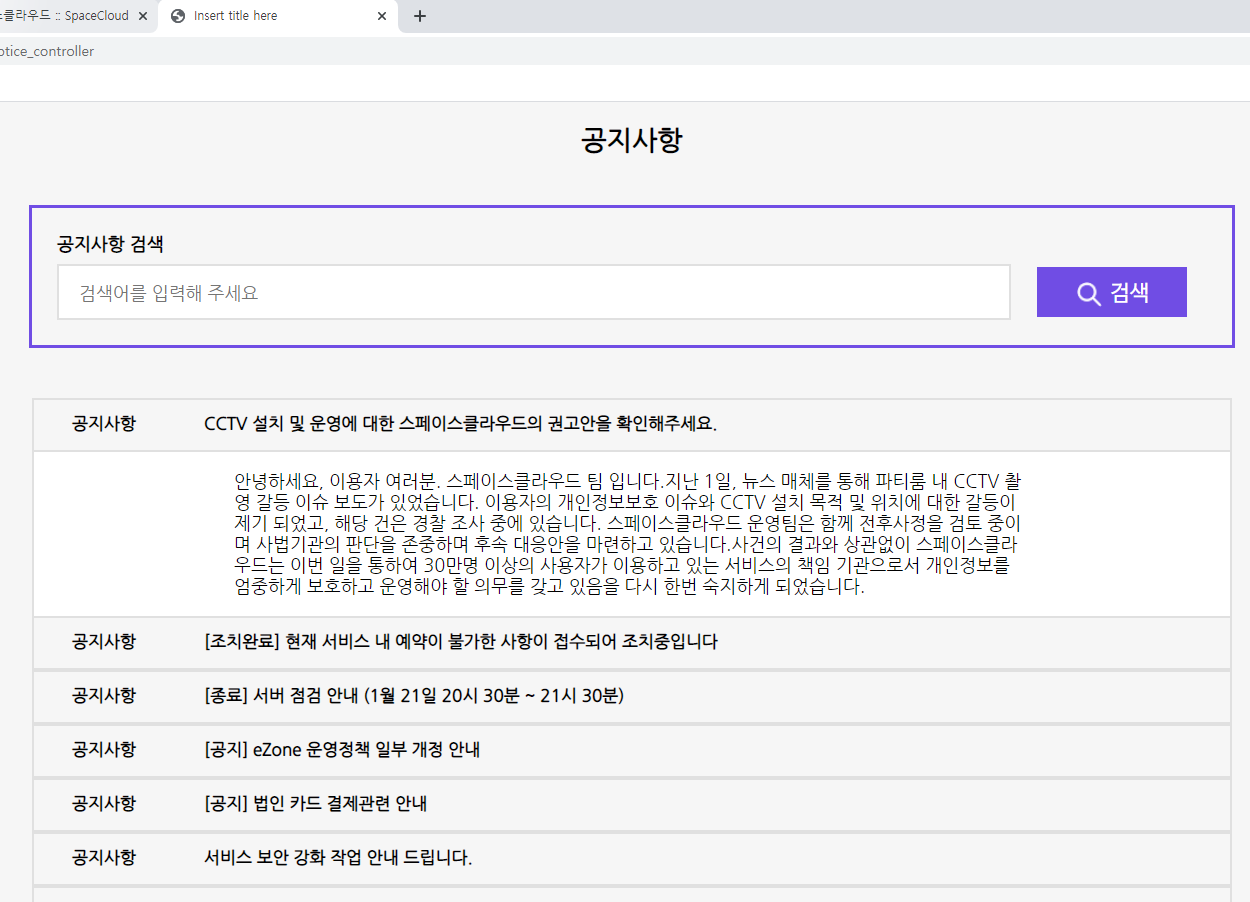 클라우드 :: SpaceCloud
Insert title here
otice_controller
공지사항
공지사항 검색
검색어를 입력해 주세요
검색
공지사항 CCTV 설치 및 운영에 대한 스페이스클라우드의 권고안을 확인해주세요.
안녕하세요, 이용자 여러분. 스페이스클라우드 팀 입니다.지난 1일, 뉴스 매체를 통해 파티룸 내 CCTV 촬
영 갈등 이슈 보도가 있었습니다. 이용자의 개인정보보호 이슈와 CCTV 설치 목적 및 위치에 대한 갈등이
제기 되었고, 해당 건은 경찰 조사 중에 있습니다. 스페이스클라우드 운영팀은 함께 전후사정을 검토 중이
며 사법기관의 판단을 존중하며 후속 대응안을 마련하고 있습니다.사건의 결과와 상관없이 스페이스클라
우드는 이번 일을 통하여 30만명 이상의 사용자가 이용하고 있는 서비스의 책임 기관으로서 개인정보를
엄중하게 보호하고 운영해야 할 의무를 갖고 있음을 다시 한번 숙지하게 되었습니다.
공지사항 [조치완료] 현재 서비스 내 예약이 불가한 사항이 접수되어 조치중입니다
공지사항 [종료] 서버 점검 안내 (1월 21일 20시 30분 ~ 21시 30분)
공지사항 [공지] eZone 운영정책 일부 개정 안내
공지사항 [공지] 법인 카드 결제관련 안내
공지사항 서비스 보안 강화 작업 안내 드립니다.